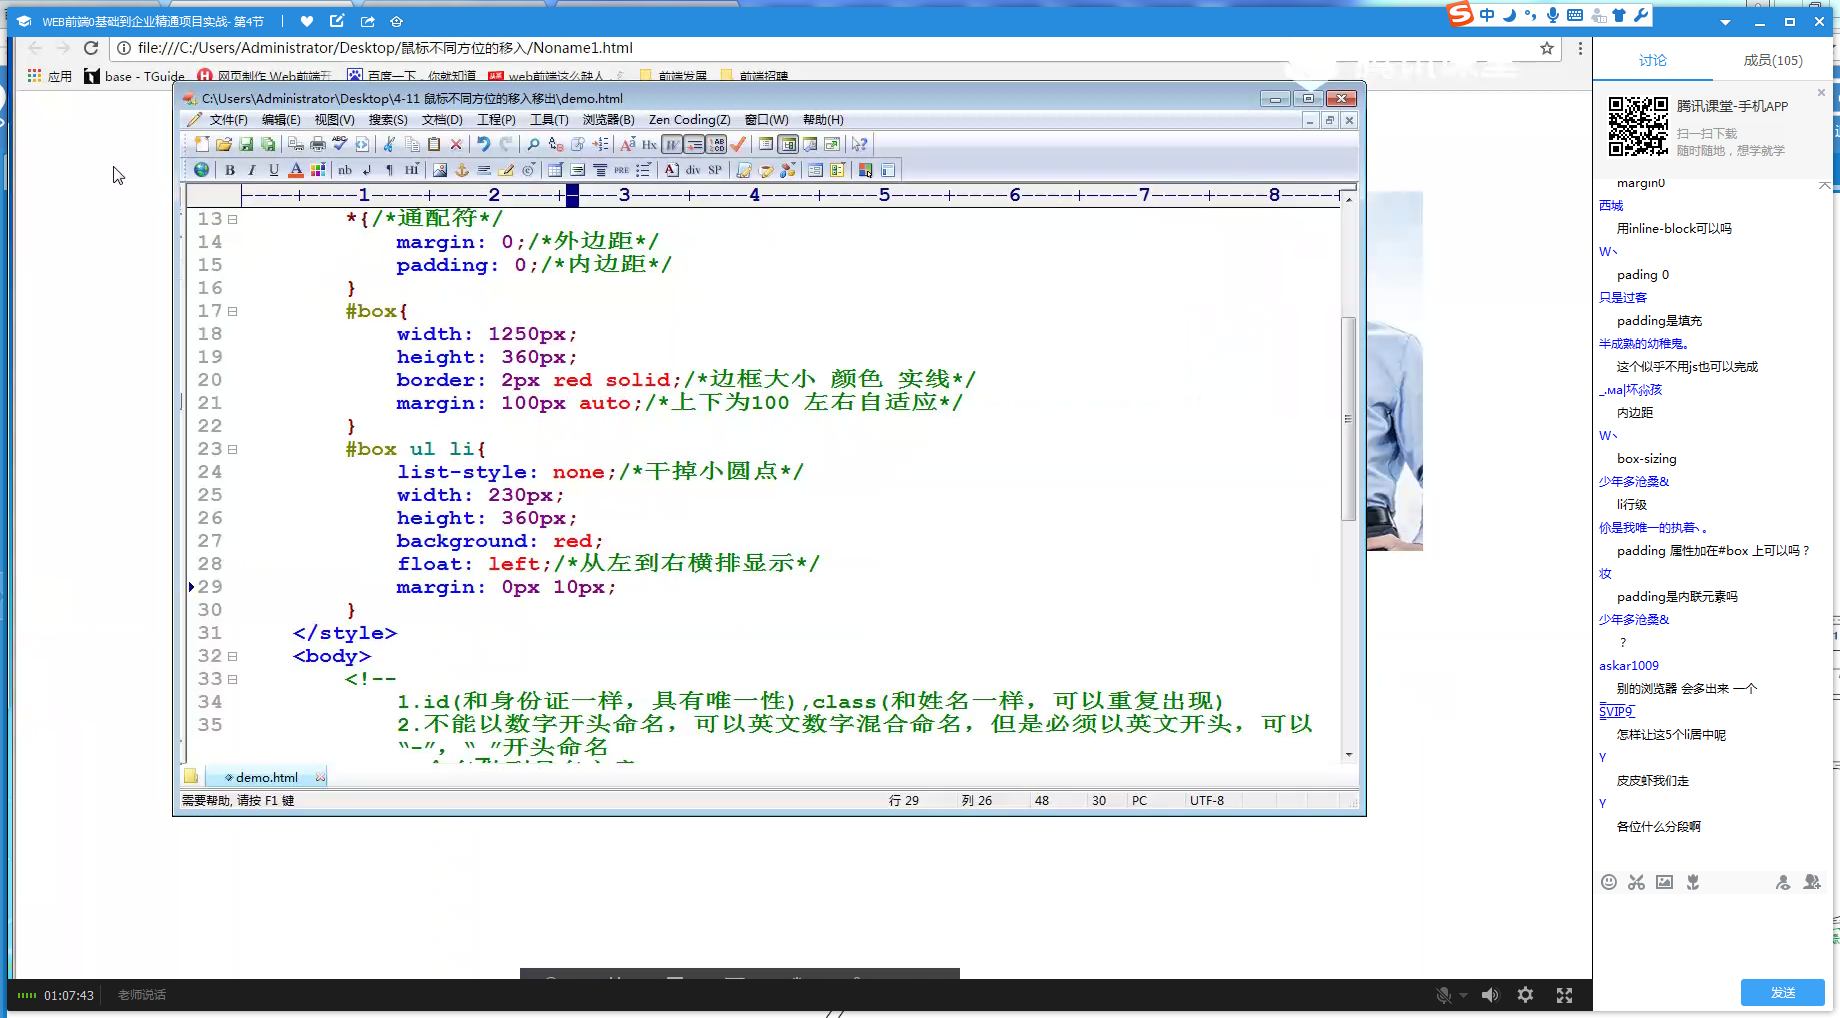 WEB前端0基础到企业精通项目实战- 第4节
中
file:///C:/Users/Administrator/Desktop/鼠标不同方位的移入/Noname1.html
应用
base - TGuide
网页制作 Web前端开
百度一下，你就知道
web前端这么缺人，
前端发展
前端招聘
C:\Users\Administrator\Desktop\4-11 鼠标不同方位的移入移出\demo.html
文件(F) 编辑(E) 视图(V) 搜索(S) 文档(D) 工程(P) 工具(T) 浏览器(B) Zen Coding(Z) 窗口(W) 帮助(H)
B I U A nb HI PRE A div SP
----+----1----+----2----+----3----+----4----+----5----+----6----+----7----+----8----+
13 *{/*通配符*/
14 margin: 0;/*外边距*/
15 padding: 0;/*内边距*/
16 }
17 #box{
18 width: 1250px;
19 height: 360px;
20 border: 2px red solid;/*边框大小 颜色 实线*/
21 margin: 100px auto;/*上下为100 左右自适应*/
22 }
23 #box ul li{
24 list-style: none;/*干掉小圆点*/
25 width: 230px;
26 height: 360px;
27 background: red;
28 float: left;/*从左到右横排显示*/
29 margin: 0px 10px;
30 }
31 </style>
32 <body>
33 <!--
34 1.id(和身份证一样，具有唯一性),class(和姓名一样，可以重复出现)
35 2.不能以数字开头命名，可以英文数字混合命名，但是必须以英文开头，可以
“-”，“_”开头命名
demo.html
需要帮助, 请按 F1 键
行 29 列 26 48 30 PC UTF-8
01:07:43 老师说话
讨论 成员(105)
腾讯课堂-手机APP
扫一扫下载
随时随地，想学就学
margin0
西城
用inline-block可以吗
W丶
pading 0
只是过客
padding是填充
半成熟的幼稚鬼。
这个似乎不用js也可以完成
内边距
W丶
box-sizing
少年多沧桑&
li行级
伱是我唯一的执着丶。
padding 属性加在#box 上可以吗？
妆
padding是内联元素吗
少年多沧桑&
？
askar1009
别的浏览器 会多出来 一个
SVIP9
怎样让这5个li居中呢
Y
皮皮虾我们走
Y
各位什么分段啊
发送